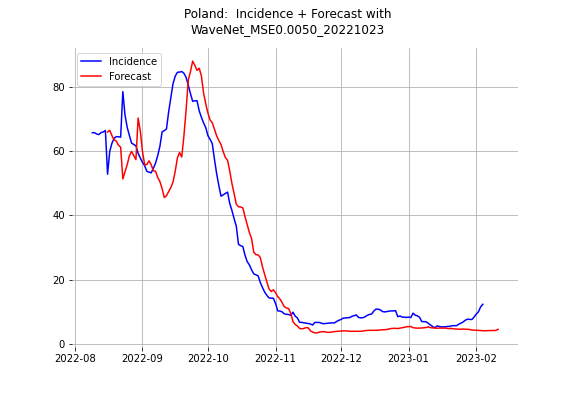 Poland:  Incidence + Forecast with
WaveNet_MSE0.0050_20221023
Incidence
Forecast
80
60
40
20
0
2022-08 2022-09 2022-10 2022-11 2022-12 2023-01 2023-02